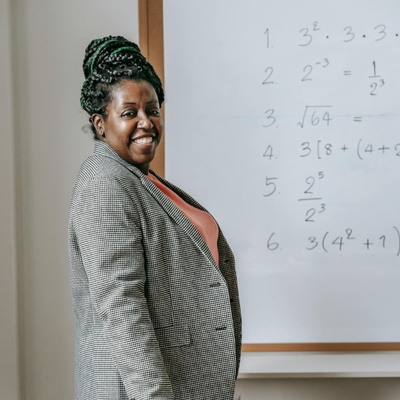 1. 3² · 3 · 3 ·
2. 2⁻³ = 1/2³
3. √64 =
4. 3[8 + (4+2
5. 2⁵/2³
6. 3(4² + 1)